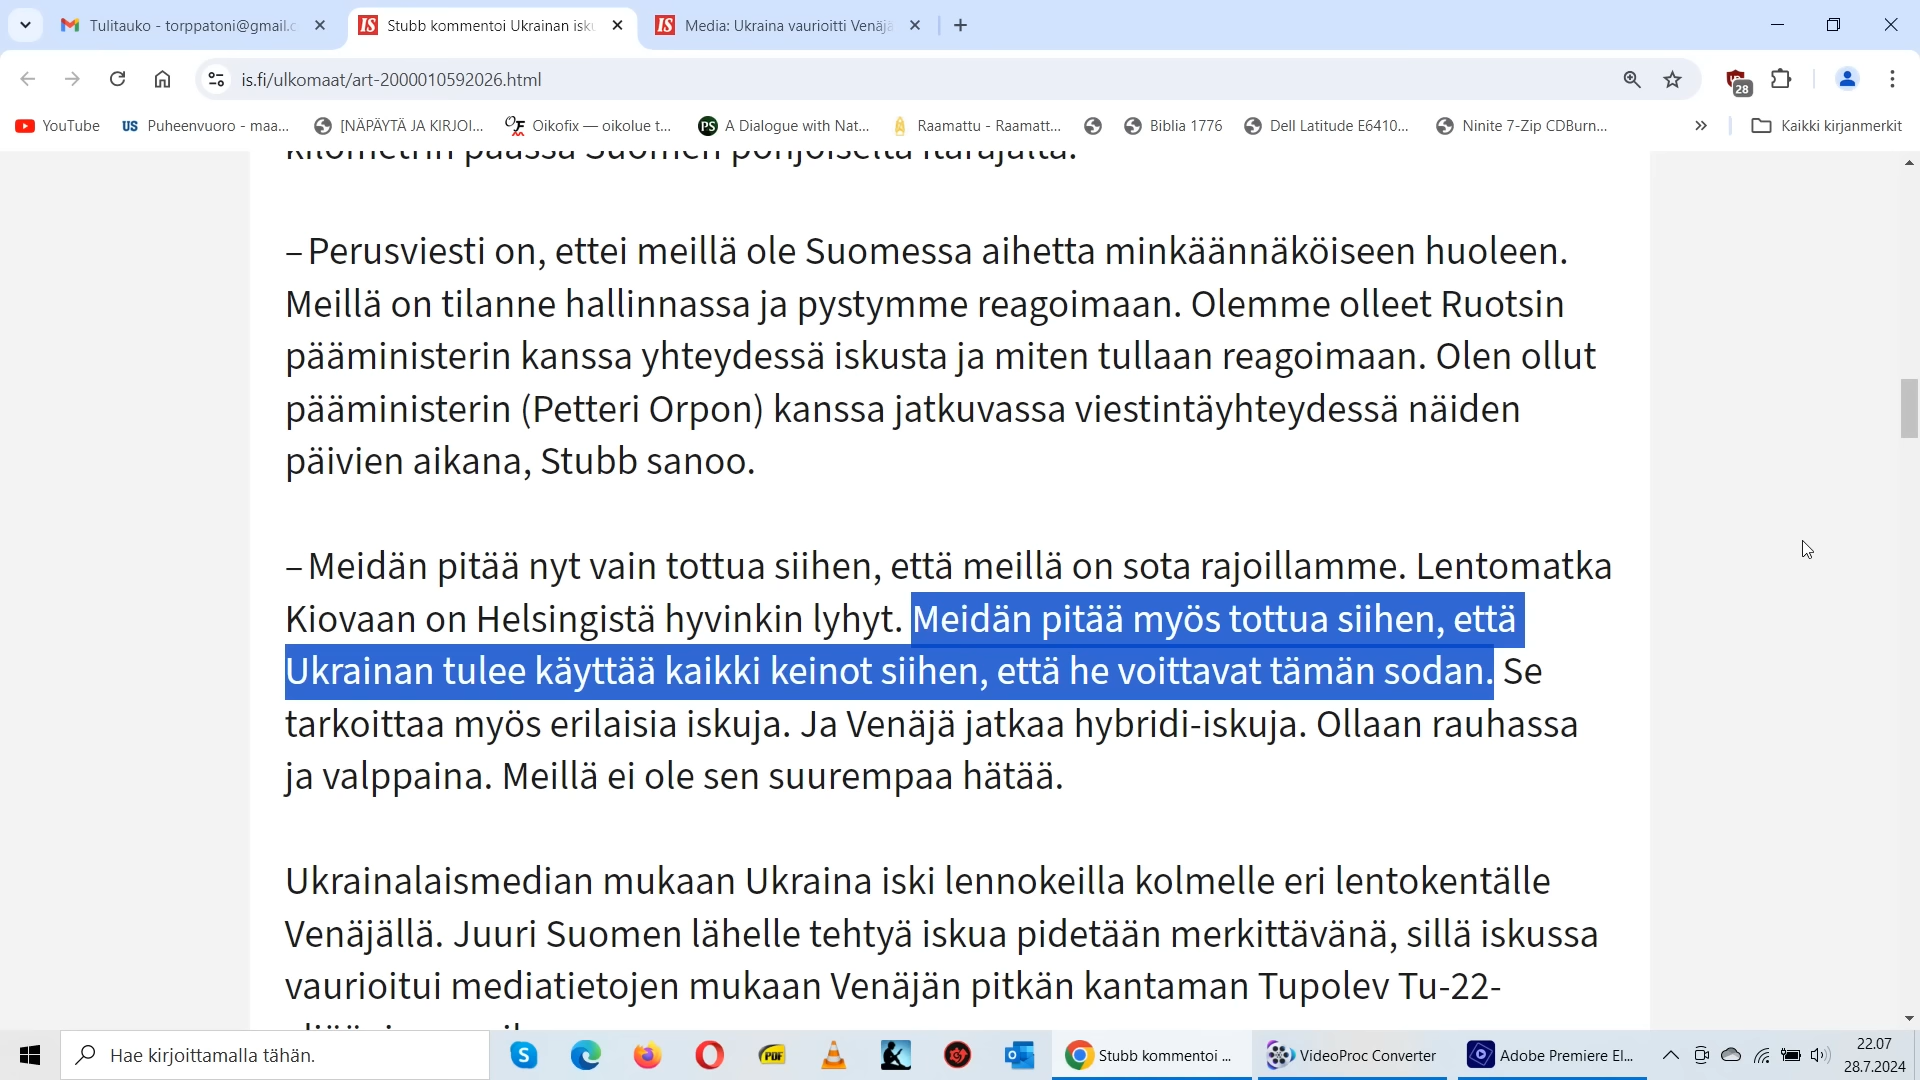 Tulitauko - torppatoni@gmail.c
Stubb kommentoi Ukrainan isku
Media: Ukraina vaurioitti Venäjä
is.fi/ulkomaat/art-2000010592026.html
28
YouTube
US Puheenvuoro - maa...
[NÄPÄYTÄ JA KIRJOI...
Oikofix — oikolue t...
PS A Dialogue with Nat...
Raamattu - Raamatt...
Biblia 1776
Dell Latitude E6410...
Ninite 7-Zip CDBurn...
Kaikki kirjanmerkit
kilometrin päässä Suomen pohjoiselta itärajalta.
– Perusviesti on, ettei meillä ole Suomessa aihetta minkäännäköiseen huoleen.
Meillä on tilanne hallinnassa ja pystymme reagoimaan. Olemme olleet Ruotsin
pääministerin kanssa yhteydessä iskusta ja miten tullaan reagoimaan. Olen ollut
pääministerin (Petteri Orpon) kanssa jatkuvassa viestintäyhteydessä näiden
päivien aikana, Stubb sanoo.
– Meidän pitää nyt vain tottua siihen, että meillä on sota rajoillamme. Lentomatka
Kiovaan on Helsingistä hyvinkin lyhyt. Meidän pitää myös tottua siihen, että
Ukrainan tulee käyttää kaikki keinot siihen, että he voittavat tämän sodan. Se
tarkoittaa myös erilaisia iskuja. Ja Venäjä jatkaa hybridi-iskuja. Ollaan rauhassa
ja valppaina. Meillä ei ole sen suurempaa hätää.
Ukrainalaismedian mukaan Ukraina iski lennokeilla kolmelle eri lentokentälle
Venäjällä. Juuri Suomen lähelle tehtyä iskua pidetään merkittävänä, sillä iskussa
vaurioitui mediatietojen mukaan Venäjän pitkän kantaman Tupolev Tu-22-
Hae kirjoittamalla tähän.
PDF
Stubb kommentoi ...
VideoProc Converter
Adobe Premiere El...
22.07
28.7.2024